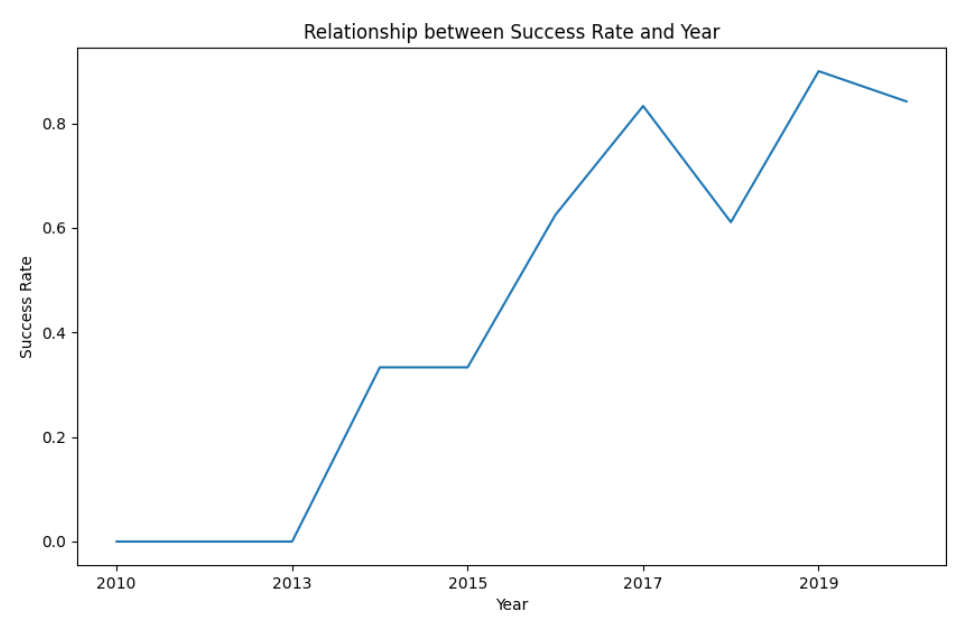 Relationship between Success Rate and Year
Success Rate
0.8
0.6
0.4
0.2
0.0
2010 2013 2015 2017 2019
Year